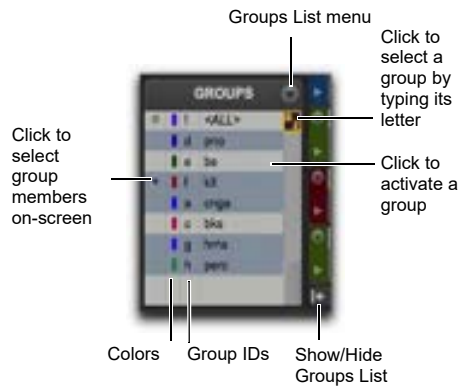 Groups List menu
Click to
select a
group by
typing its
letter
GROUPS
<ALL>
d
Click to
select
group
members
on-screen
Click to
activate a
group
g
h
Colors
Group IDs
Show/Hide
Groups List